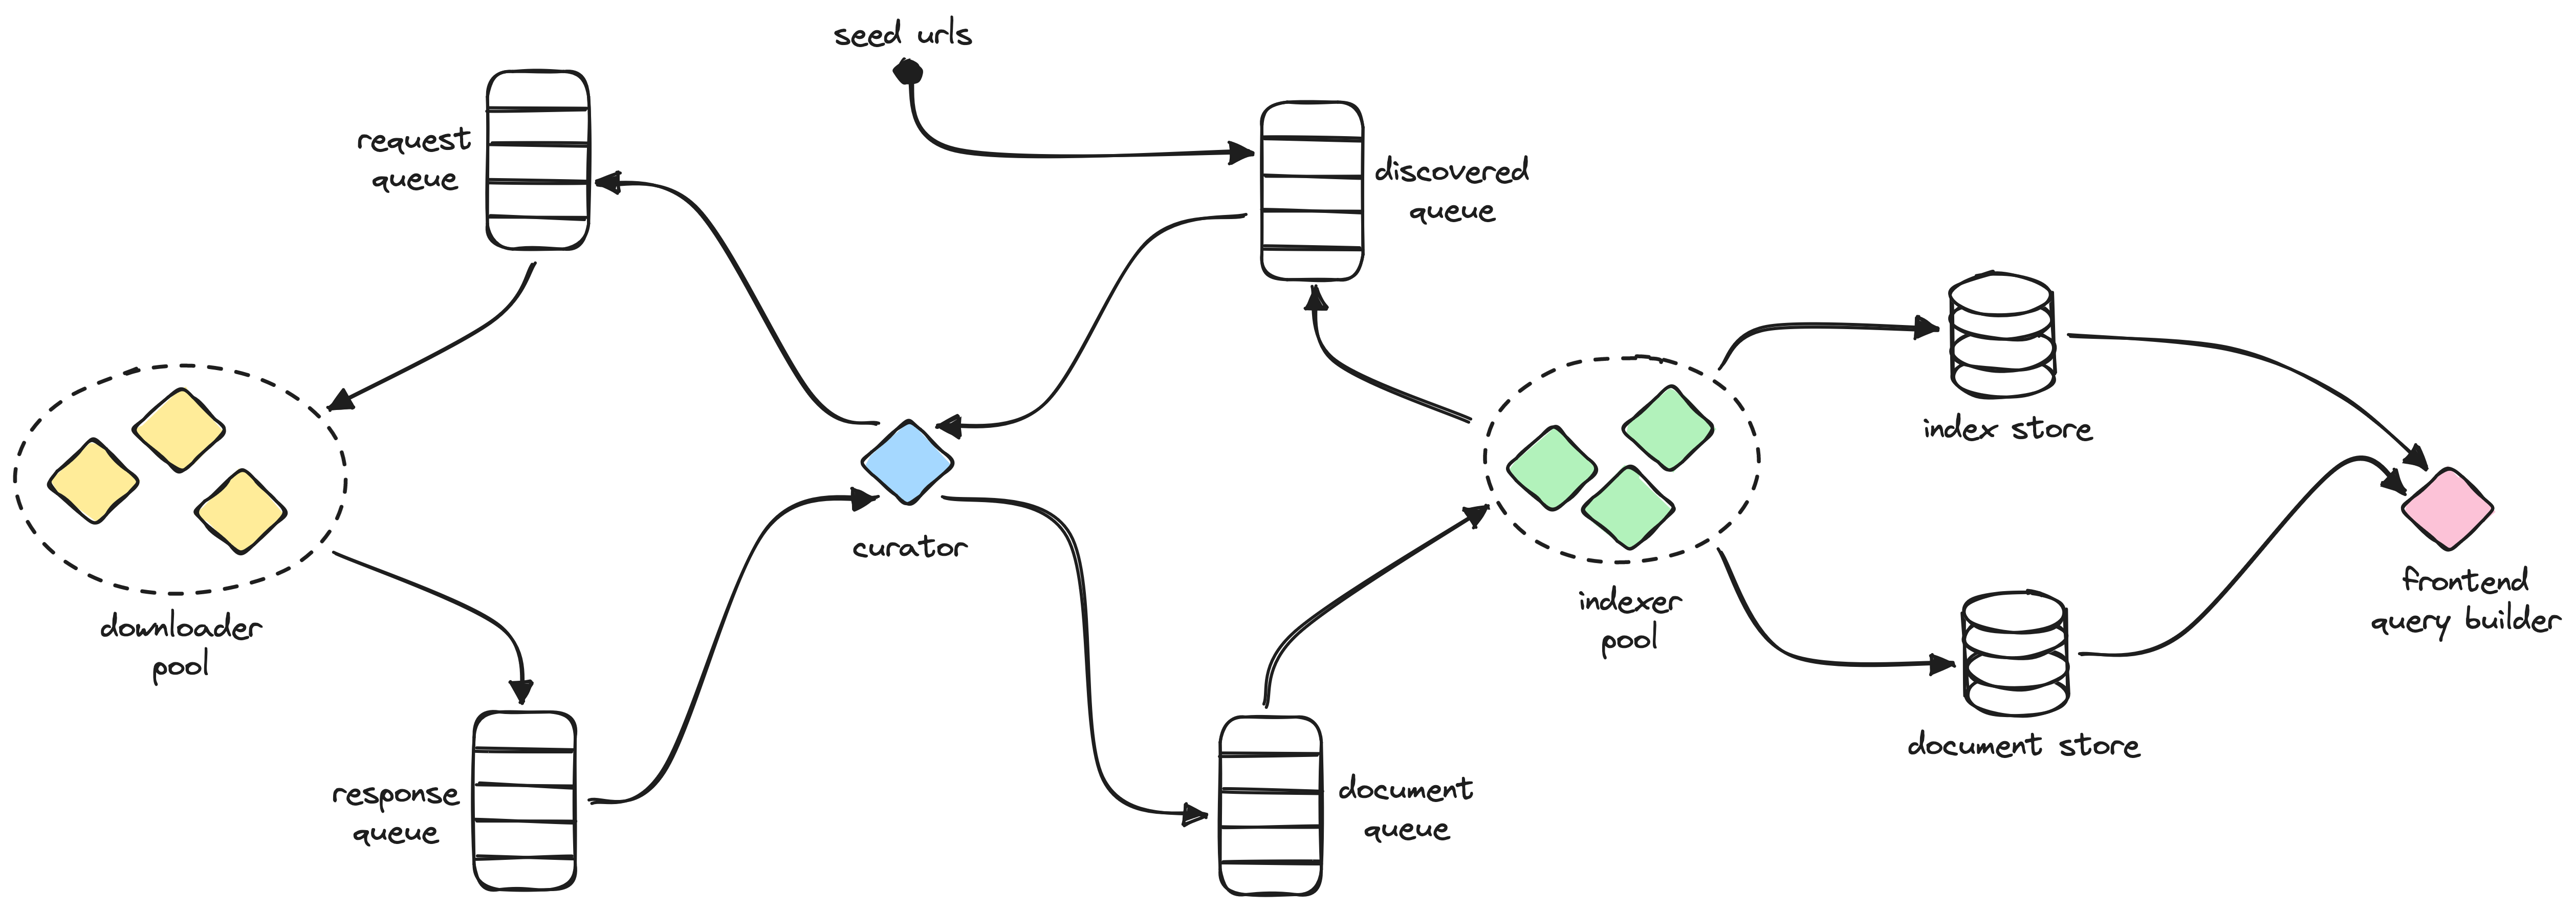 seed urls
request
queue
discovered
queue
index store
curator
frontend
query builder
indexer
pool
downloader
pool
document store
response
queue
document
queue